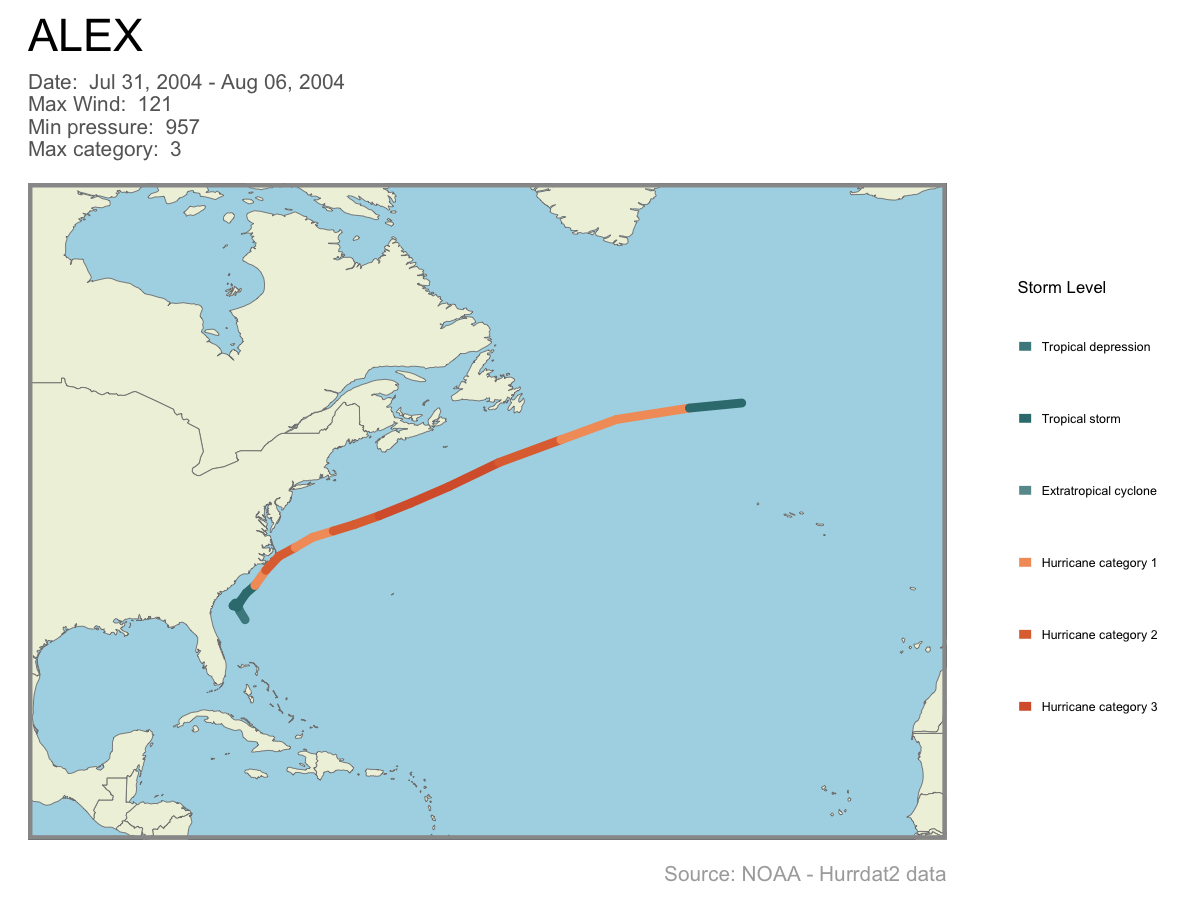 ALEX
Date:  Jul 31, 2004 - Aug 06, 2004
Max Wind:  121
Min pressure:  957
Max category:  3
Storm Level
Tropical depression
Tropical storm
Extratropical cyclone
Hurricane category 1
Hurricane category 2
Hurricane category 3
Source: NOAA - Hurrdat2 data